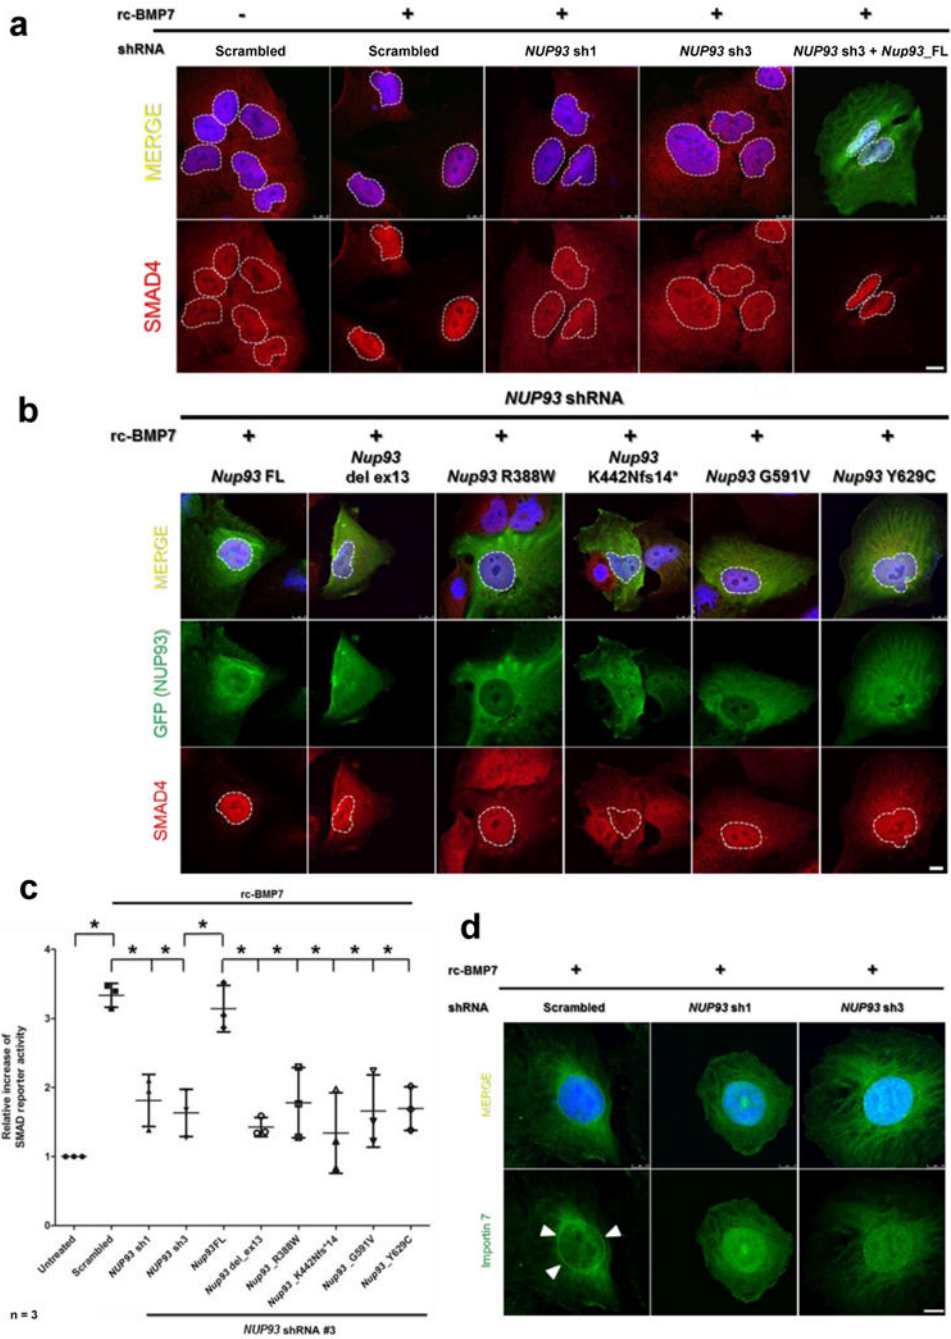 a
rc-BMP7 - + + + +
shRNA Scrambled Scrambled NUP93 sh1 NUP93 sh3 NUP93 sh3 + Nup93_FL
MERGE
SMAD4
b
NUP93 shRNA
rc-BMP7 + + + + + +
Nup93 FL Nup93 del ex13 Nup93 R388W Nup93 K442Nfs14* Nup93 G591V Nup93 Y629C
MERGE
GFP (NUP93)
SMAD4
c
rc-BMP7
* * * * * * * * *
Relative increase of
SMAD reporter activity
4
3
2
1
0
Untreated
Scrambled
NUP93 sh1
NUP93 sh3
Nup93FL
Nup93 del_ex13
Nup93_R388W
Nup93_K442Nfs*14
Nup93_G591V
Nup93_Y629C
n = 3
NUP93 shRNA #3
d
rc-BMP7 + + +
shRNA Scrambled NUP93 sh1 NUP93 sh3
MERGE
Importin 7